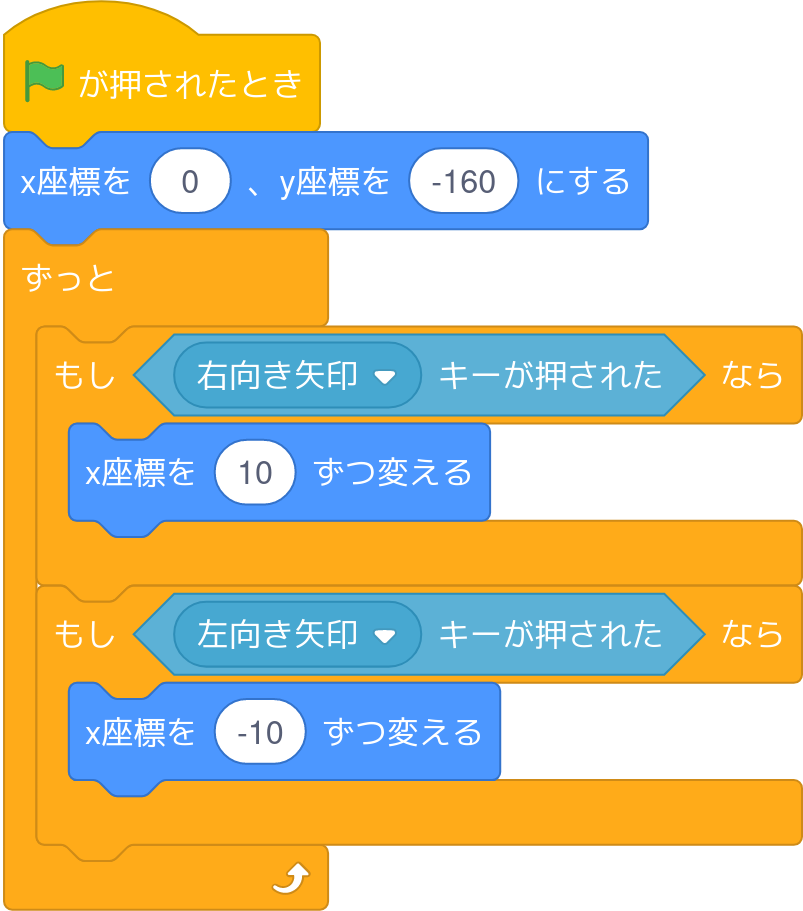 が押されたとき
x座標を 0 、y座標を -160 にする
ずっと
もし 右向き矢印 キーが押された なら
x座標を 10 ずつ変える
もし 左向き矢印 キーが押された なら
x座標を -10 ずつ変える